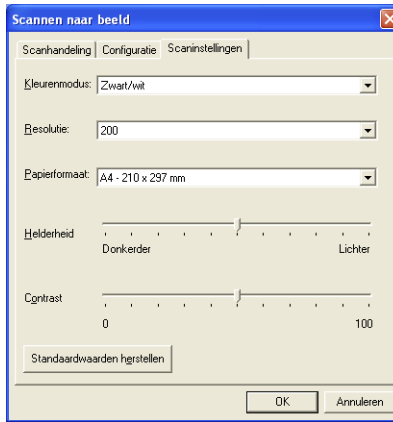 Scannen naar beeld
Scanhandeling Configuratie Scaninstellingen
Kleurenmodus: Zwart/wit
Resolutie: 200
Papierformaat: A4 - 210 x 297 mm
Helderheid
Donkerder Lichter
Contrast
0 100
Standaardwaarden herstellen
OK Annuleren